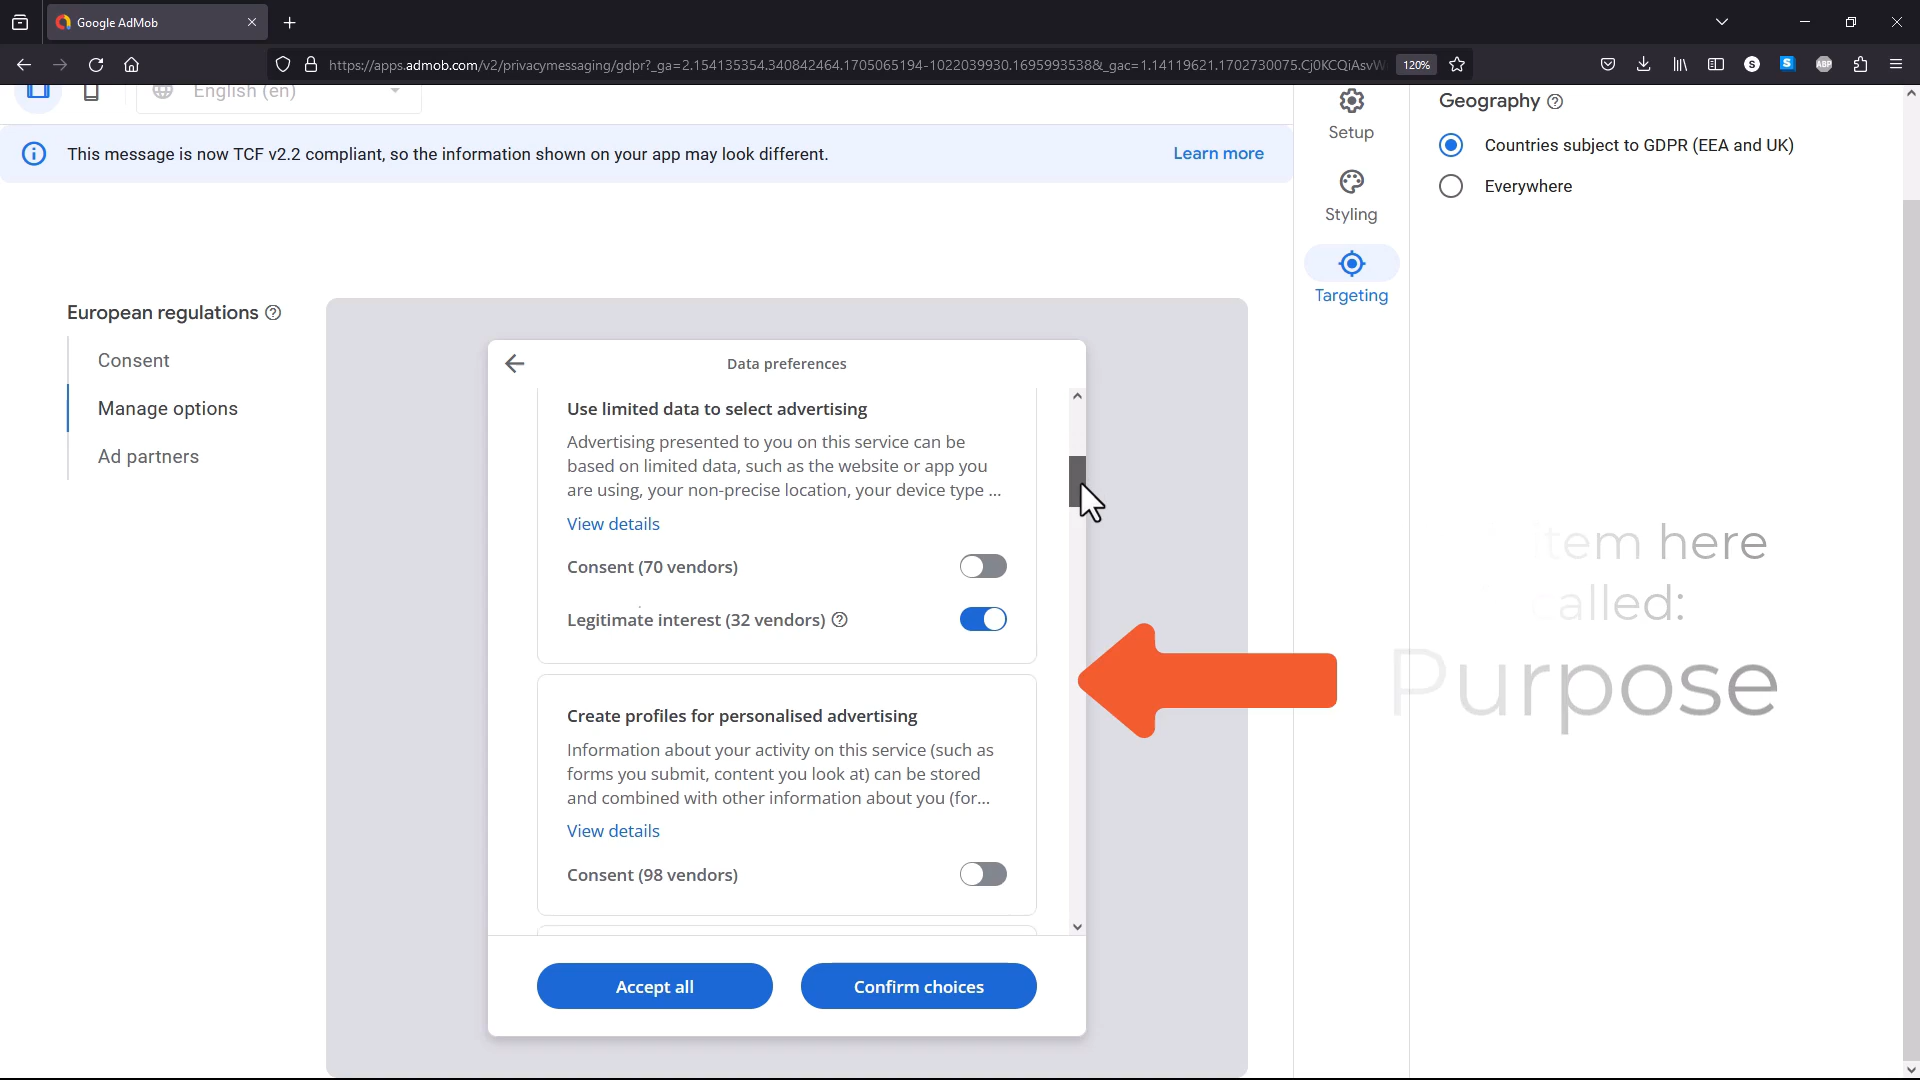 Google AdMob
https://apps.admob.com/v2/privacymessaging/gdpr?_ga=2.154135354.340842464.1705065194-1022039930.1695993538&_gac=1.14119621.1702730075.Cj0KCQiAsvW
120%
ABP
English (en)
This message is now TCF v2.2 compliant, so the information shown on your app may look different.
Learn more
Setup
Styling
Targeting
Geography
Countries subject to GDPR (EEA and UK)
Everywhere
European regulations
Consent
Manage options
Ad partners
Data preferences
Use limited data to select advertising
Advertising presented to you on this service can be
based on limited data, such as the website or app you
are using, your non-precise location, your device type ...
View details
Consent (70 vendors)
Legitimate interest (32 vendors)
Create profiles for personalised advertising
Information about your activity on this service (such as
forms you submit, content you look at) can be stored
and combined with other information about you (for...
View details
Consent (98 vendors)
Accept all
Confirm choices
item here
called:
Purpose